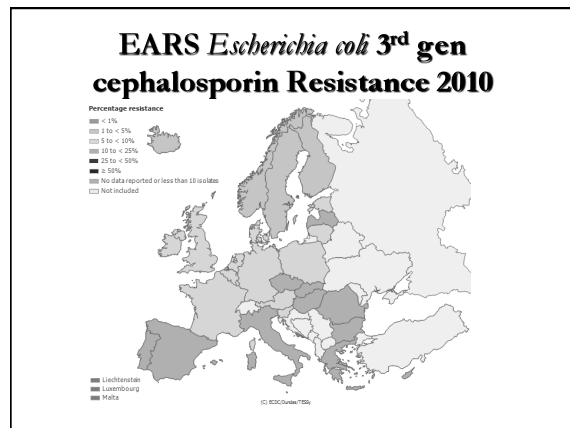 EARS Escherichia coli 3rd gen
cephalosporin Resistance 2010
Percentage resistance
< 1%
1 to < 5%
5 to < 10%
10 to < 25%
25 to < 50%
≥ 50%
No data reported or less than 10 isolates
Not included
Liechtenstein
Luxembourg
Malta
(C) ECDC/Dundas/TESSy